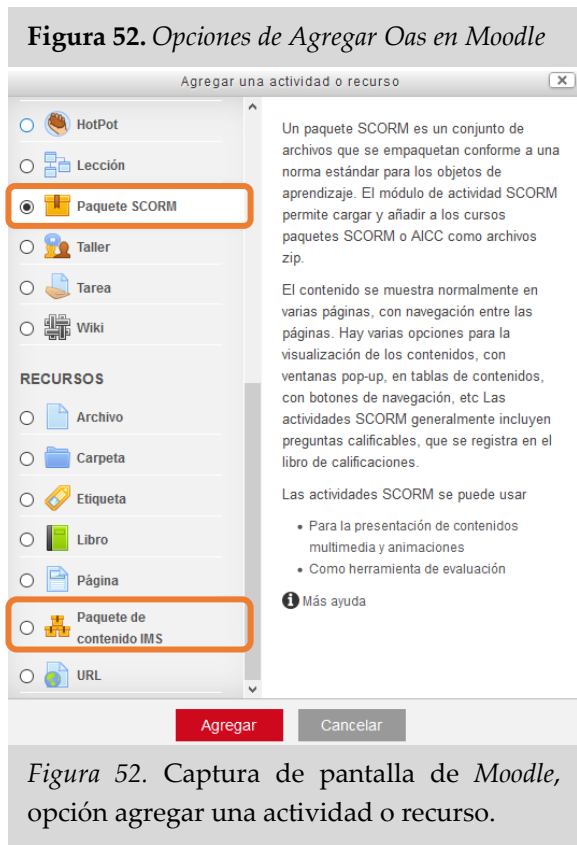 Figura 52. Opciones de Agregar Oas en Moodle
Agregar una actividad o recurso
HotPot
Lección
Paquete SCORM
Taller
Tarea
Wiki
RECURSOS
Archivo
Carpeta
Etiqueta
Libro
Página
Paquete de
contenido IMS
URL
Un paquete SCORM es un conjunto de
archivos que se empaquetan conforme a una
norma estándar para los objetos de
aprendizaje. El módulo de actividad SCORM
permite cargar y añadir a los cursos
paquetes SCORM o AICC como archivos
zip.
El contenido se muestra normalmente en
varias páginas, con navegación entre las
páginas. Hay varias opciones para la
visualización de los contenidos, con
ventanas pop-up, en tablas de contenidos,
con botones de navegación, etc Las
actividades SCORM generalmente incluyen
preguntas calificables, que se registra en el
libro de calificaciones.
Las actividades SCORM se puede usar
• Para la presentación de contenidos
multimedia y animaciones
• Como herramienta de evaluación
Más ayuda
Agregar
Cancelar
Figura 52. Captura de pantalla de Moodle,
opción agregar una actividad o recurso.